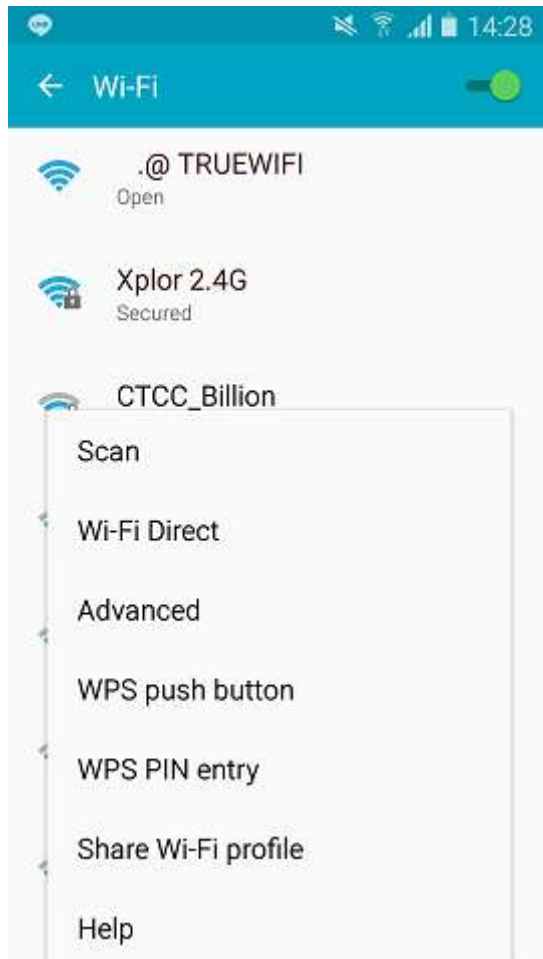 14:28
Wi-Fi
.@ TRUEWIFI
Open
Xplor 2.4G
Secured
CTCC_Billion
Scan
Wi-Fi Direct
Advanced
WPS push button
WPS PIN entry
Share Wi-Fi profile
Help